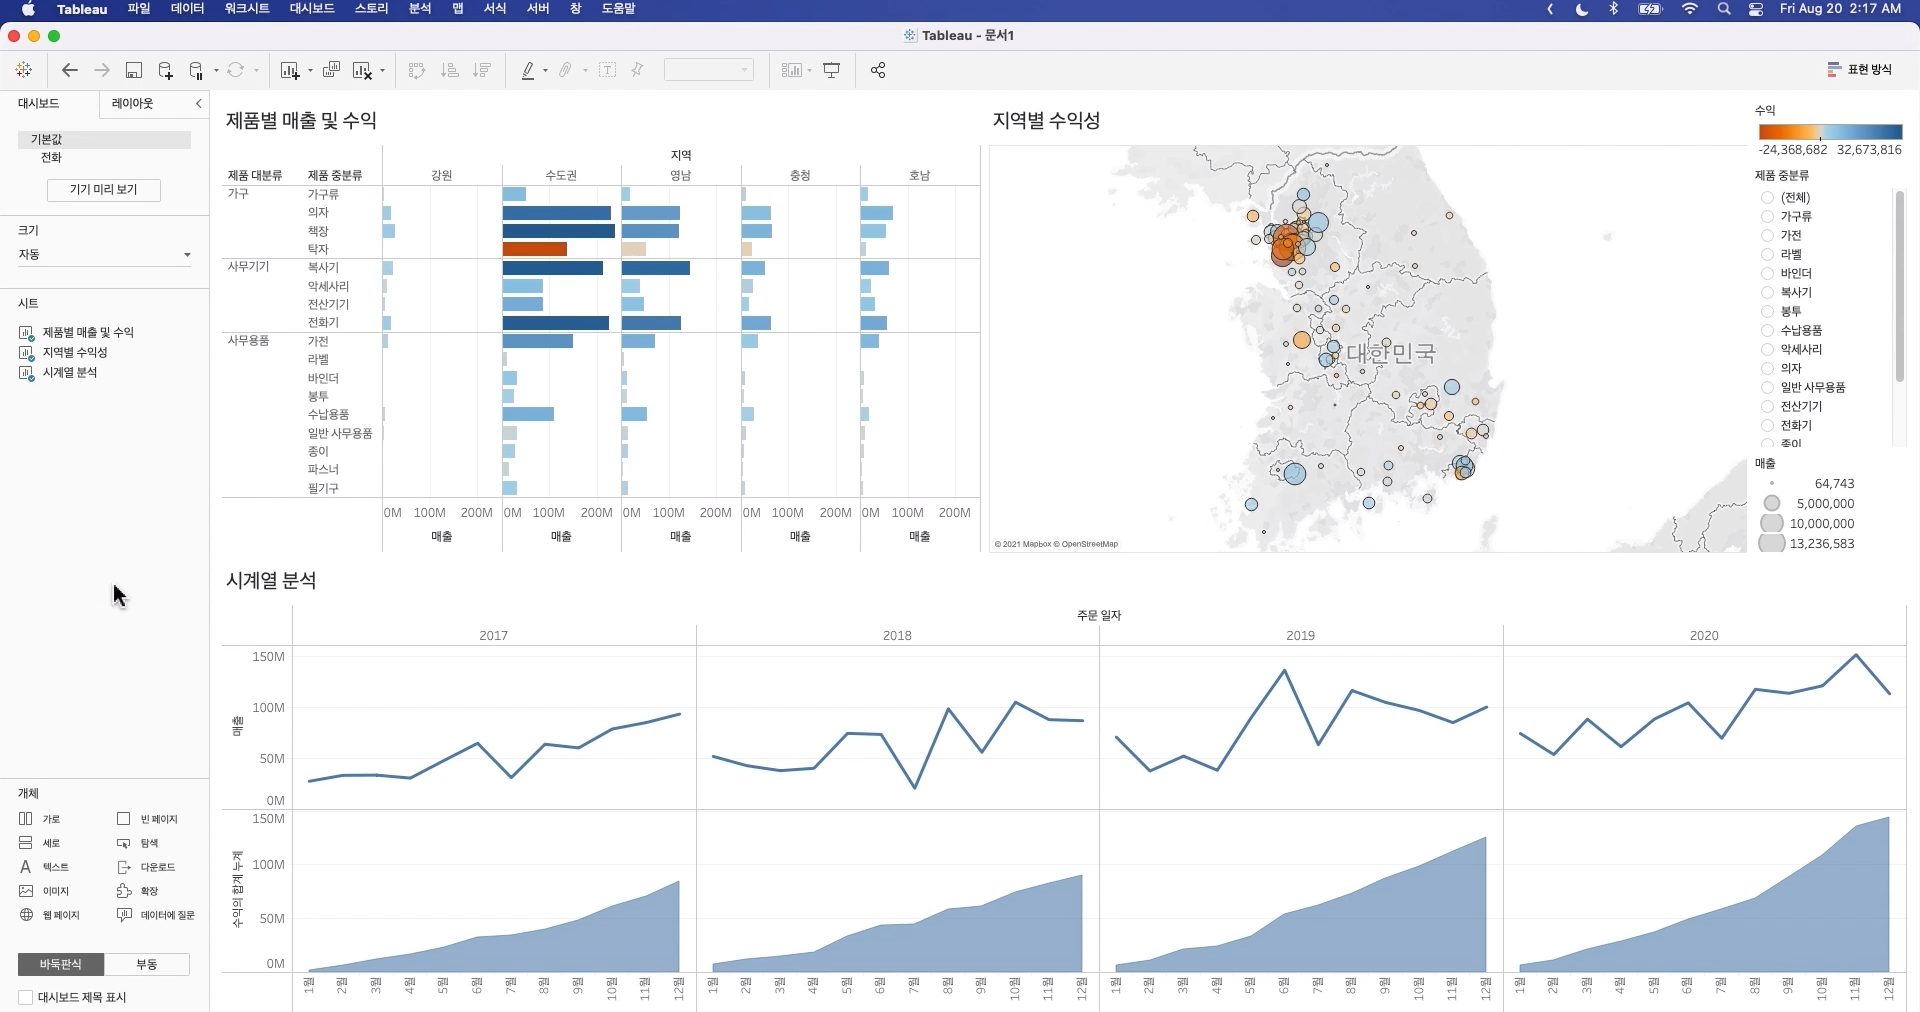 Tableau 파일 데이터 워크시트 대시보드 스토리 분석 맵 서식 서버 창 도움말 Fri Aug 20 2:17 AM
Tableau - 문서1
표현 방식
대시보드 레이아웃
기본값
전화
기기 미리 보기
크기
자동
시트
제품별 매출 및 수익
지역별 수익성
시계열 분석
개체
가로 빈 페이지
세로 탐색
텍스트 다운로드
이미지 확장
웹 페이지 데이터에 질문
바둑판식 부동
대시보드 제목 표시
제품별 매출 및 수익
지역
제품 대분류 제품 중분류 강원 수도권 영남 충청 호남
가구 가구류
의자
책장
탁자
사무기기 복사기
악세사리
전산기기
전화기
사무용품 가전
라벨
바인더
봉투
수납용품
일반 사무용품
종이
파스너
필기구
0M 100M 200M 0M 100M 200M 0M 100M 200M 0M 100M 200M 0M 100M 200M
매출 매출 매출 매출 매출
지역별 수익성
대한민국
© 2021 Mapbox © OpenStreetMap
수익
-24,368,682 32,673,816
제품 중분류
(전체)
가구류
가전
라벨
바인더
복사기
봉투
수납용품
악세사리
의자
일반 사무용품
전산기기
전화기
종이
매출
64,743
5,000,000
10,000,000
13,236,583
시계열 분석
주문 일자
2017 2018 2019 2020
매출
150M
100M
50M
0M
수익의 합계 누계
150M
100M
50M
0M
1월 2월 3월 4월 5월 6월 7월 8월 9월 10월 11월 12월 1월 2월 3월 4월 5월 6월 7월 8월 9월 10월 11월 12월 1월 2월 3월 4월 5월 6월 7월 8월 9월 10월 11월 12월 1월 2월 3월 4월 5월 6월 7월 8월 9월 10월 11월 12월